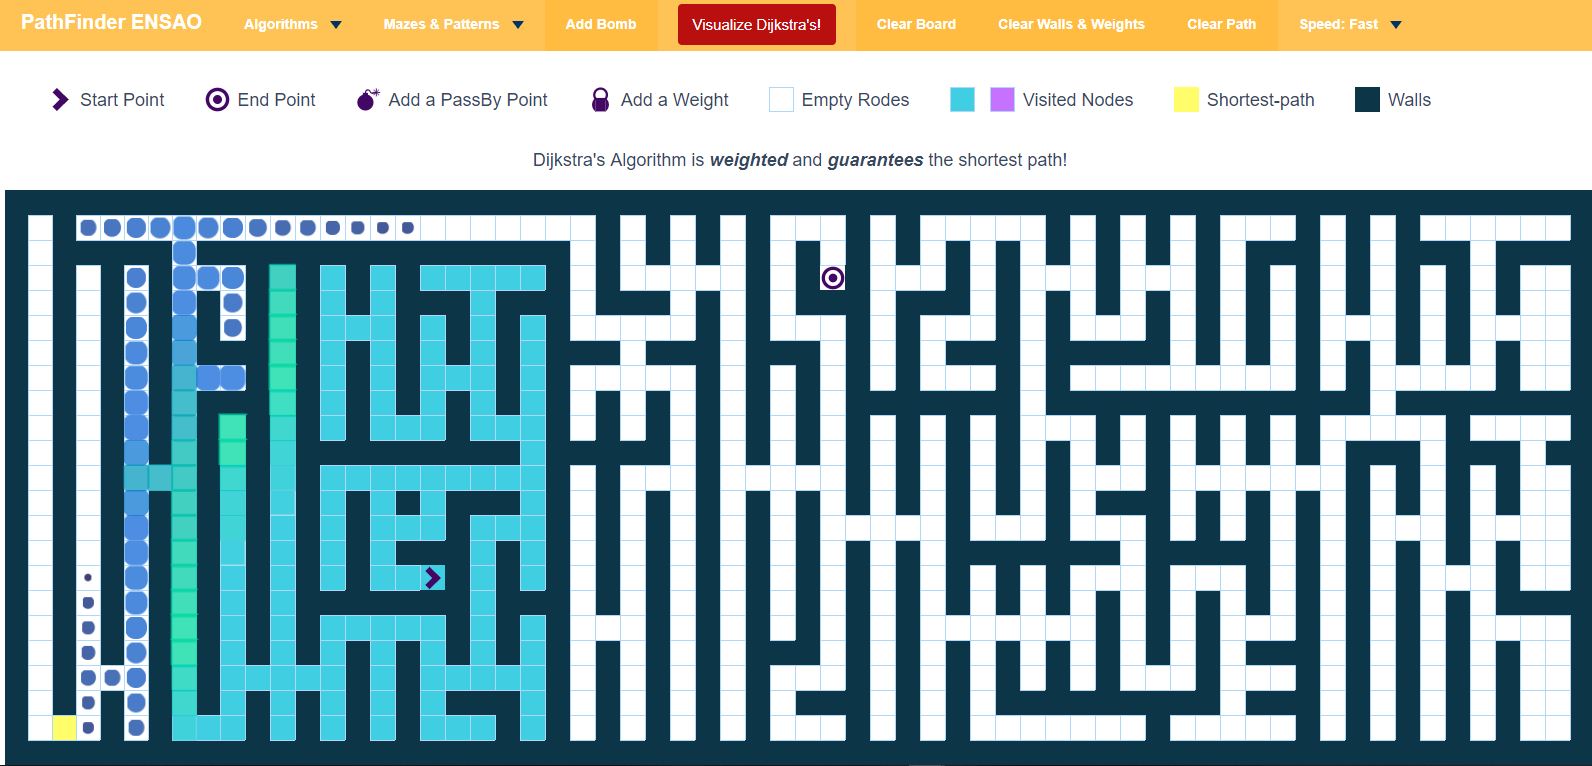 PathFinder ENSAO Algorithms Mazes & Patterns Add Bomb Visualize Dijkstra's! Clear Board Clear Walls & Weights Clear Path Speed: Fast
Start Point End Point Add a PassBy Point Add a Weight Empty Rodes Visited Nodes Shortest-path Walls
Dijkstra's Algorithm is weighted and guarantees the shortest path!